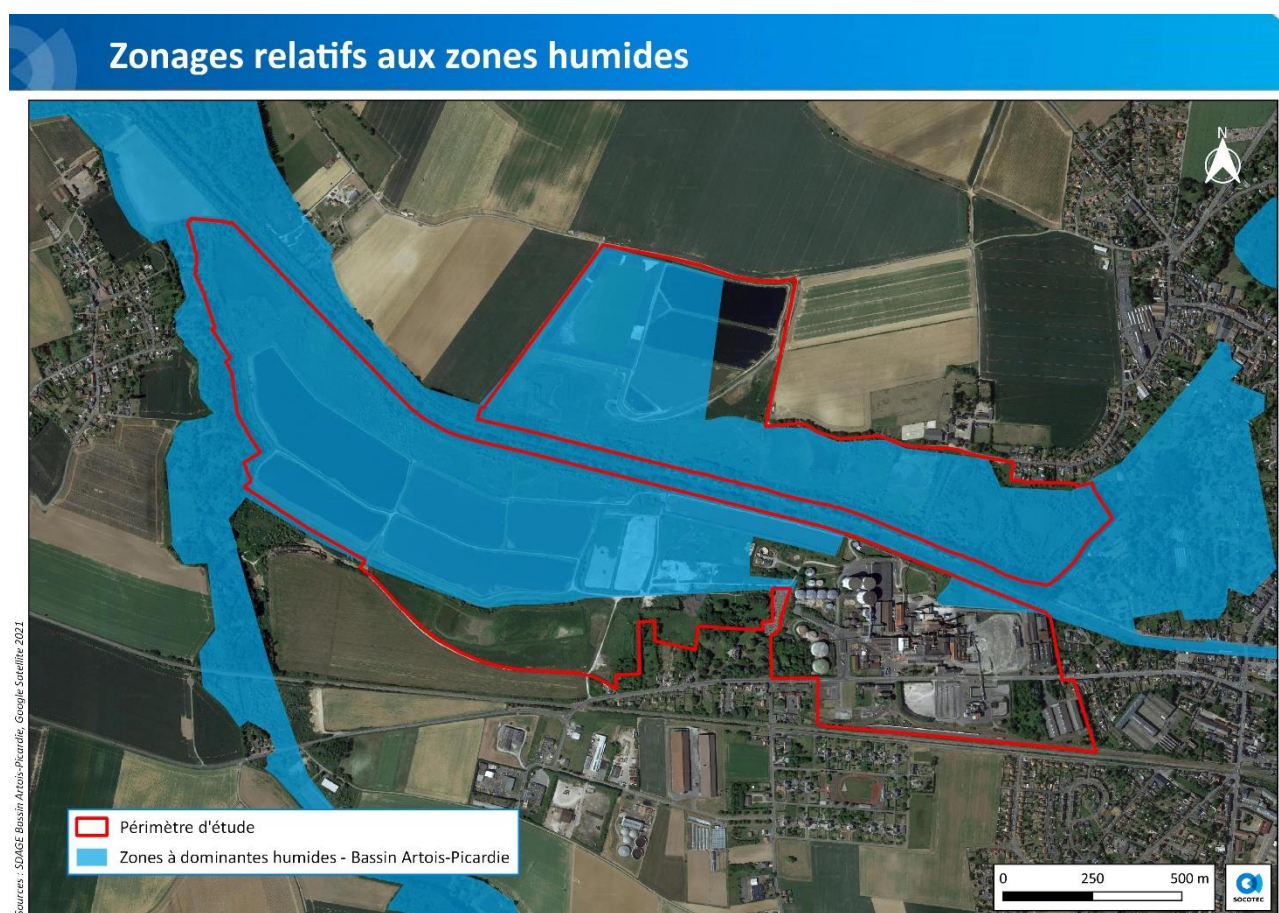 Zonages relatifs aux zones humides
N
Périmètre d'étude
Zones à dominantes humides - Bassin Artois-Picardie
0 250 500 m
SOCOTEC
Sources : SDAGE Bassin Artois-Picardie, Google Satellite 2021